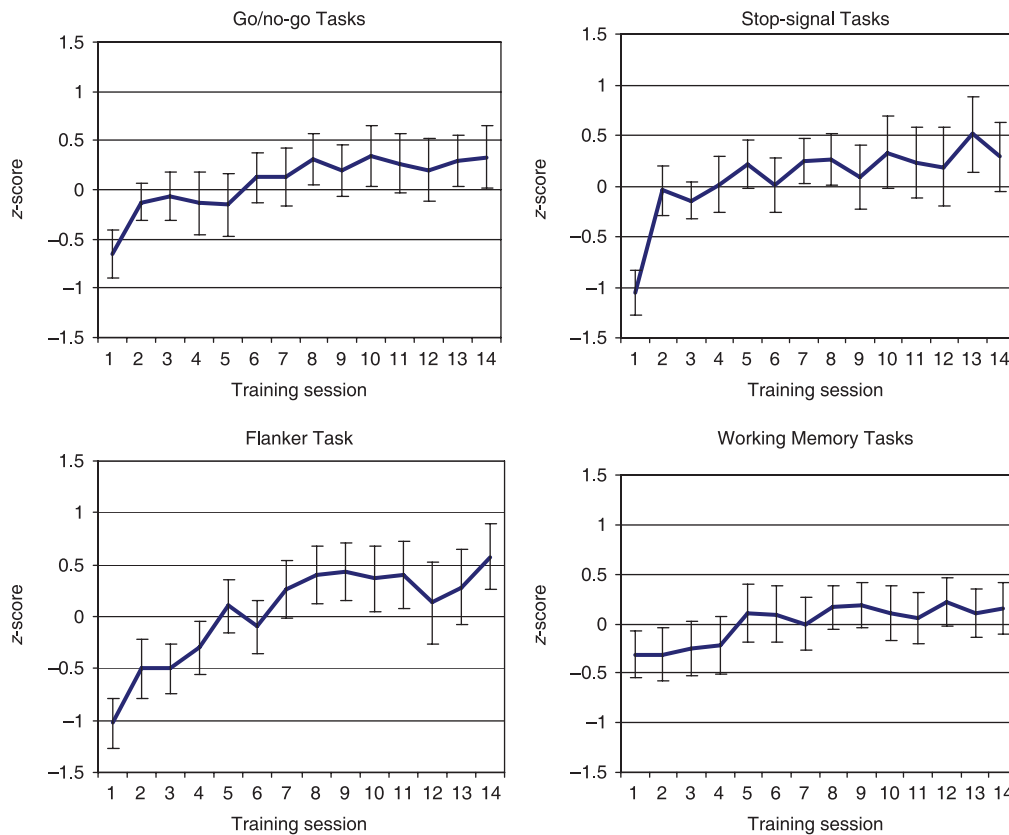 Go/no-go Tasks
1.5
1
0.5
0
–0.5
–1
–1.5
z-score
1 2 3 4 5 6 7 8 9 10 11 12 13 14
Training session
Stop-signal Tasks
1.5
1
0.5
0
–0.5
–1
–1.5
z-score
1 2 3 4 5 6 7 8 9 10 11 12 13 14
Training session
Flanker Task
1.5
1
0.5
0
–0.5
–1
–1.5
z-score
1 2 3 4 5 6 7 8 9 10 11 12 13 14
Training session
Working Memory Tasks
1.5
1
0.5
0
–0.5
–1
–1.5
z-score
1 2 3 4 5 6 7 8 9 10 11 12 13 14
Training session